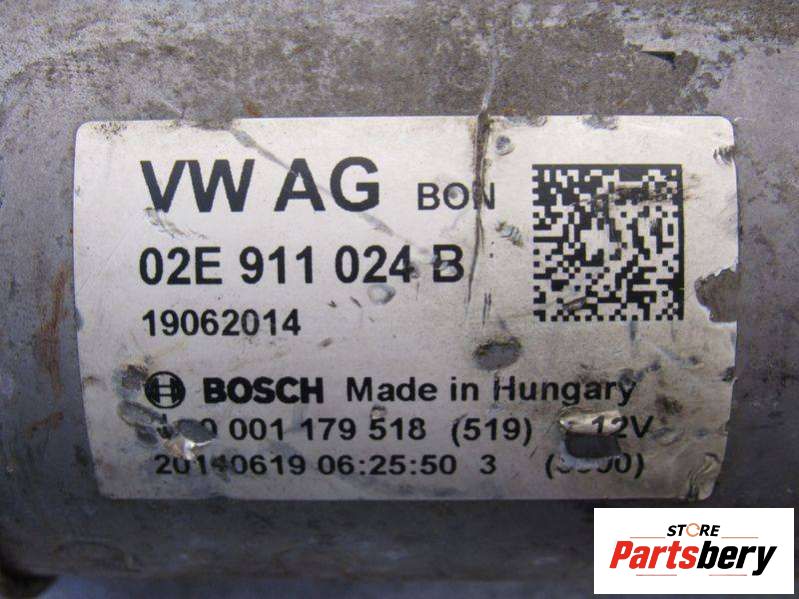 VW AG BON
02E 911 024 B
19062014
BOSCH Made in Hungary
0 001 179 518 (519) 12V
20140619 06:25:50 3
STORE
Partsbery